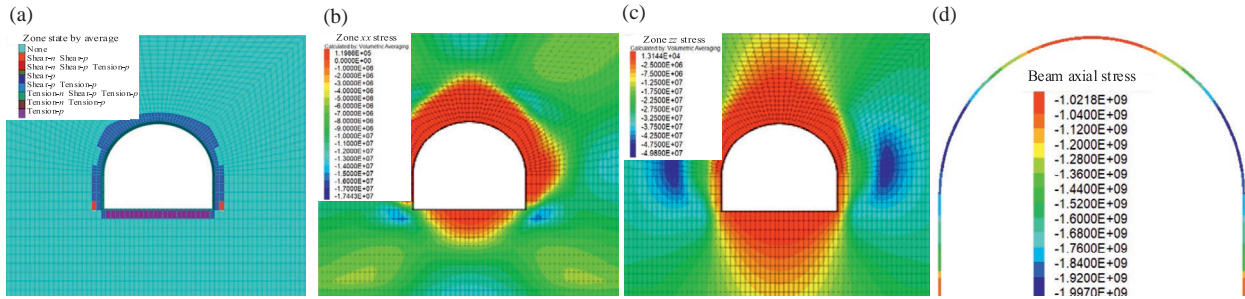 (a)
Zone state by average
None
Shear-n Shear-p
Shear-n Shear-p Tension-p
Shear-p
Shear-p Tension-p
Tension-n Shear-p Tension-p
Tension-n Tension-p
Tension-p
(b)
Zone xx stress
Calculated by: Volumetric Averaging
1.1986E+05
0.0000E+00
-1.0000E+06
-2.0000E+06
-3.0000E+06
-4.0000E+06
-5.0000E+06
-6.0000E+06
-7.0000E+06
-8.0000E+06
-9.0000E+06
-1.0000E+07
-1.1000E+07
-1.2000E+07
-1.3000E+07
-1.4000E+07
-1.5000E+07
-1.6000E+07
-1.7000E+07
-1.7443E+07
(c)
Zone zz stress
Calculated by: Volumetric Averaging
1.3144E+04
-2.5000E+06
-7.5000E+06
-1.2500E+07
-1.7500E+07
-2.2500E+07
-2.7500E+07
-3.2500E+07
-3.7500E+07
-4.2500E+07
-4.7500E+07
-4.9890E+07
(d)
Beam axial stress
-1.0218E+09
-1.0400E+09
-1.1200E+09
-1.2000E+09
-1.2800E+09
-1.3600E+09
-1.4400E+09
-1.5200E+09
-1.6000E+09
-1.6800E+09
-1.7600E+09
-1.8400E+09
-1.9200E+09
-1.9970E+09